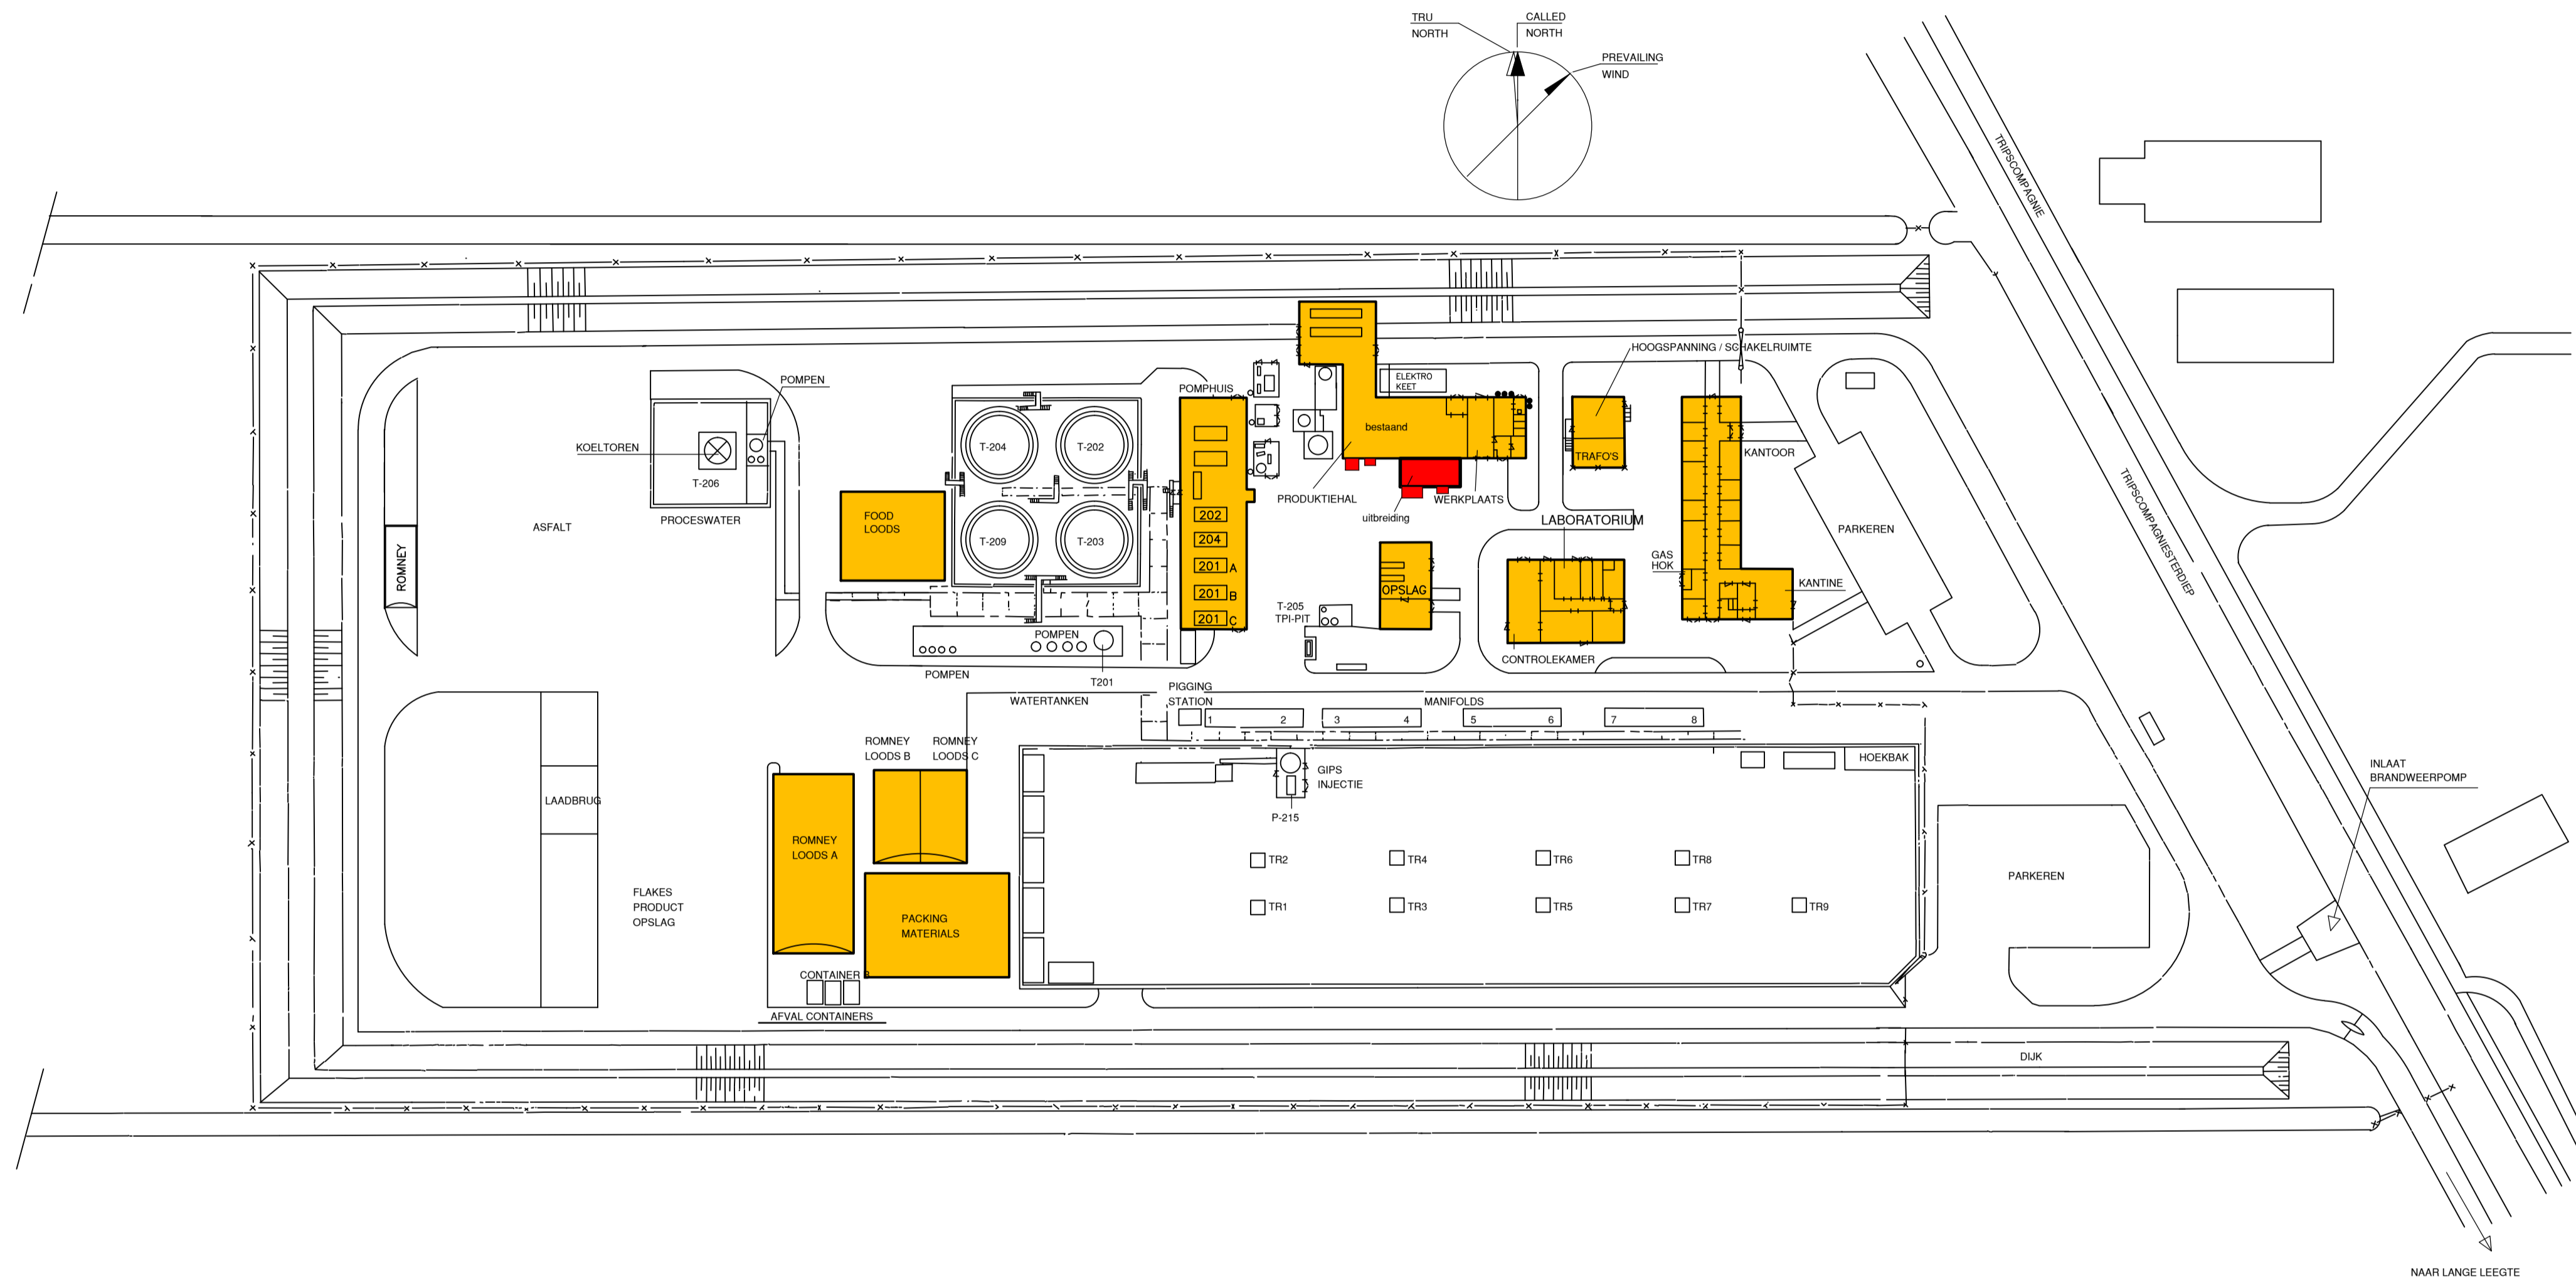 TRU
NORTH
CALLED
NORTH
PREVAILING
WIND
TRIPSCOMPAGNIE
TRIPSCOMPAGNIESTERDIEP
HOOGSPANNING / SCHAKELRUIMTE
POMPEN
KOELTOREN
T-206
PROCESWATER
ASFALT
ROMNEY
FOOD
LOODS
T-204
T-202
T-209
T-203
POMPHUIS
202
204
201 A
201 B
201 C
ELEKTRO
KEET
bestaand
PRODUKTIEHAL
uitbreiding
WERKPLAATS
TRAFO'S
KANTOOR
LABORATORIUM
GAS
HOK
KANTINE
PARKEREN
OPSLAG
T-205
TPI-PIT
CONTROLEKAMER
POMPEN
POMPEN
T201
WATERTANKEN
PIGGING
STATION
MANIFOLDS
1 2 3 4 5 6 7 8
ROMNEY
LOODS B
ROMNEY
LOODS C
HOEKBAK
GIPS
INJECTIE
P-215
INLAAT
BRANDWEERPOMP
LAADBRUG
ROMNEY
LOODS A
TR2
TR4
TR6
TR8
TR1
TR3
TR5
TR7
TR9
PARKEREN
FLAKES
PRODUCT
OPSLAG
PACKING
MATERIALS
CONTAINER B
AFVAL CONTAINERS
DIJK
NAAR LANGE LEEGTE